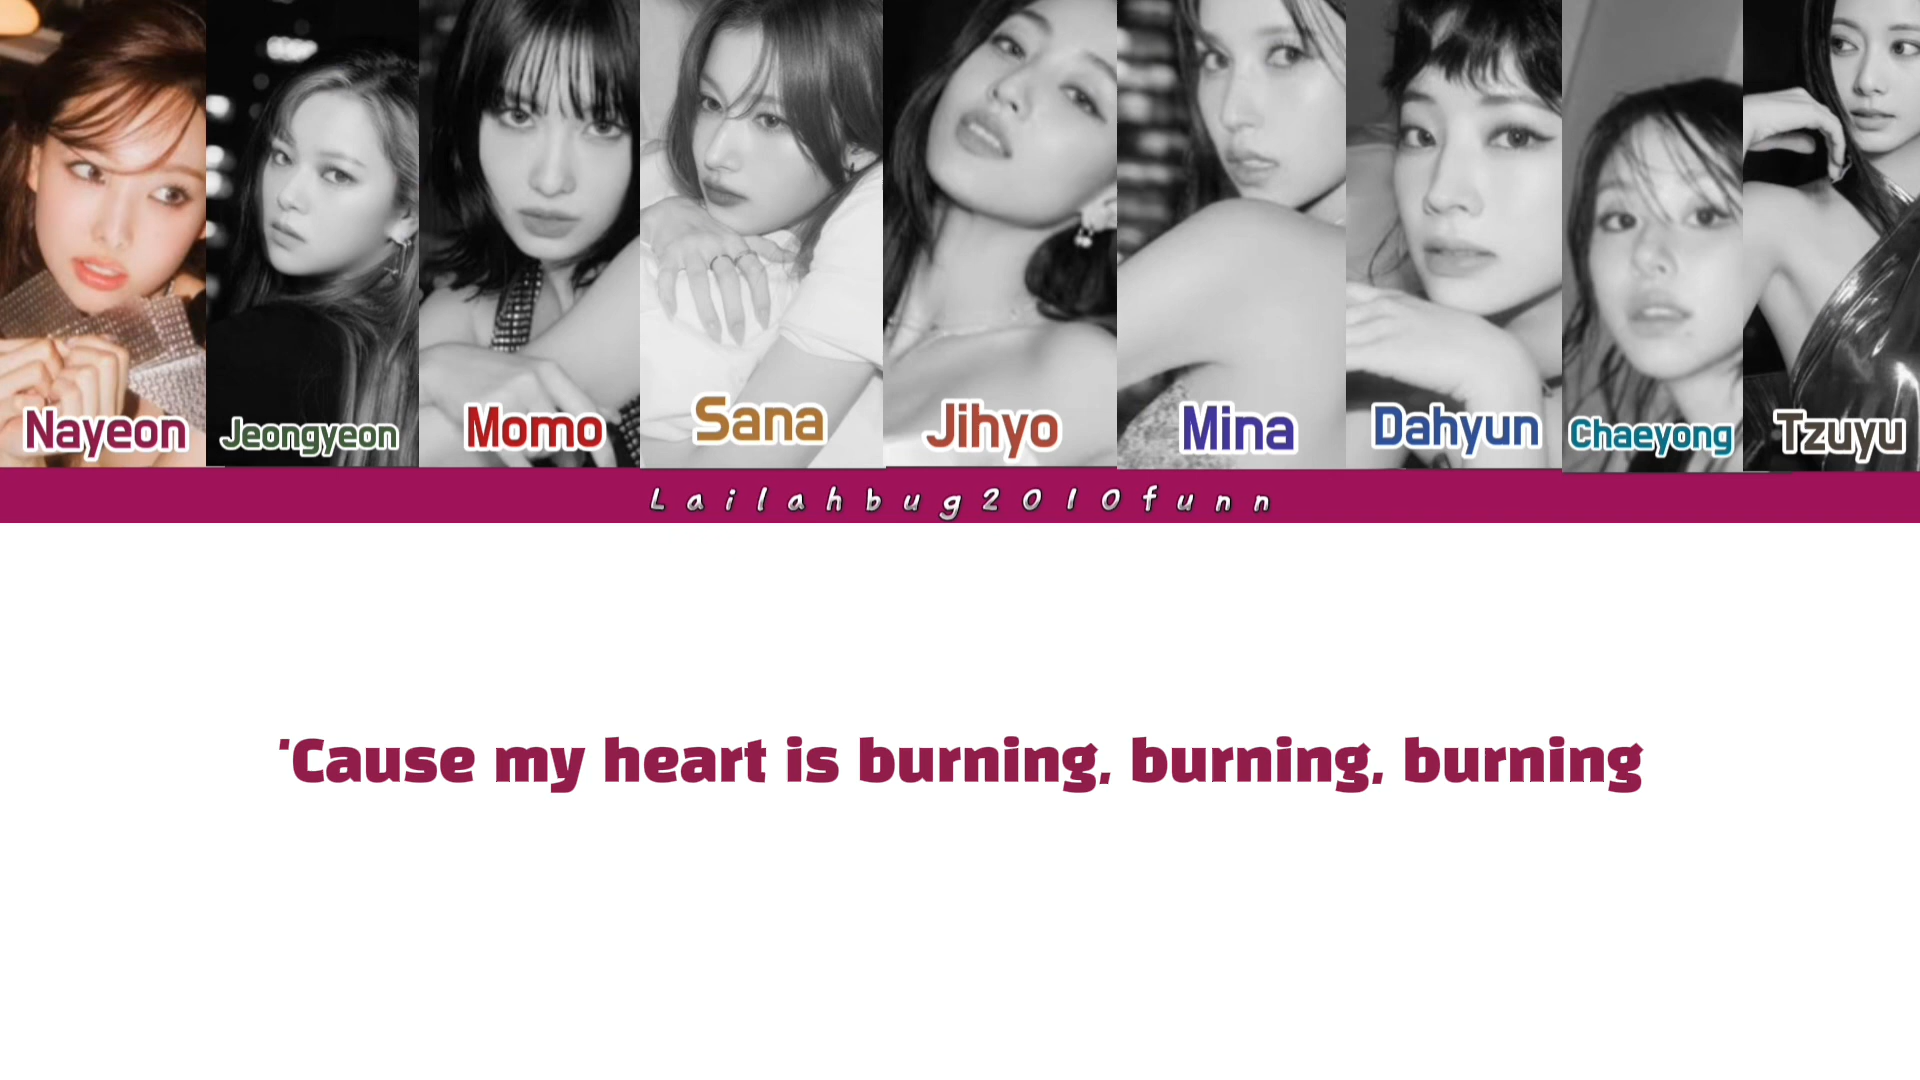 Nayeon Jeongyeon Momo Sana Jihyo Mina Dahyun Chaeyong Tzuyu
Lailahbug2010funn
'Cause my heart is burning, burning, burning